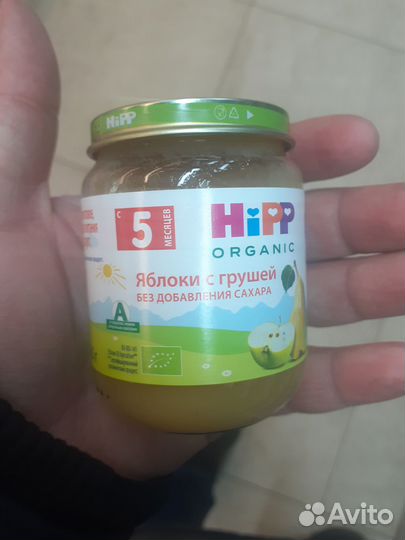 HiPP
с 5 МЕСЯЦЕВ
HiPP
ORGANIC
Яблоки с грушей
БЕЗ ДОБАВЛЕНИЯ САХАРА
A
Avito